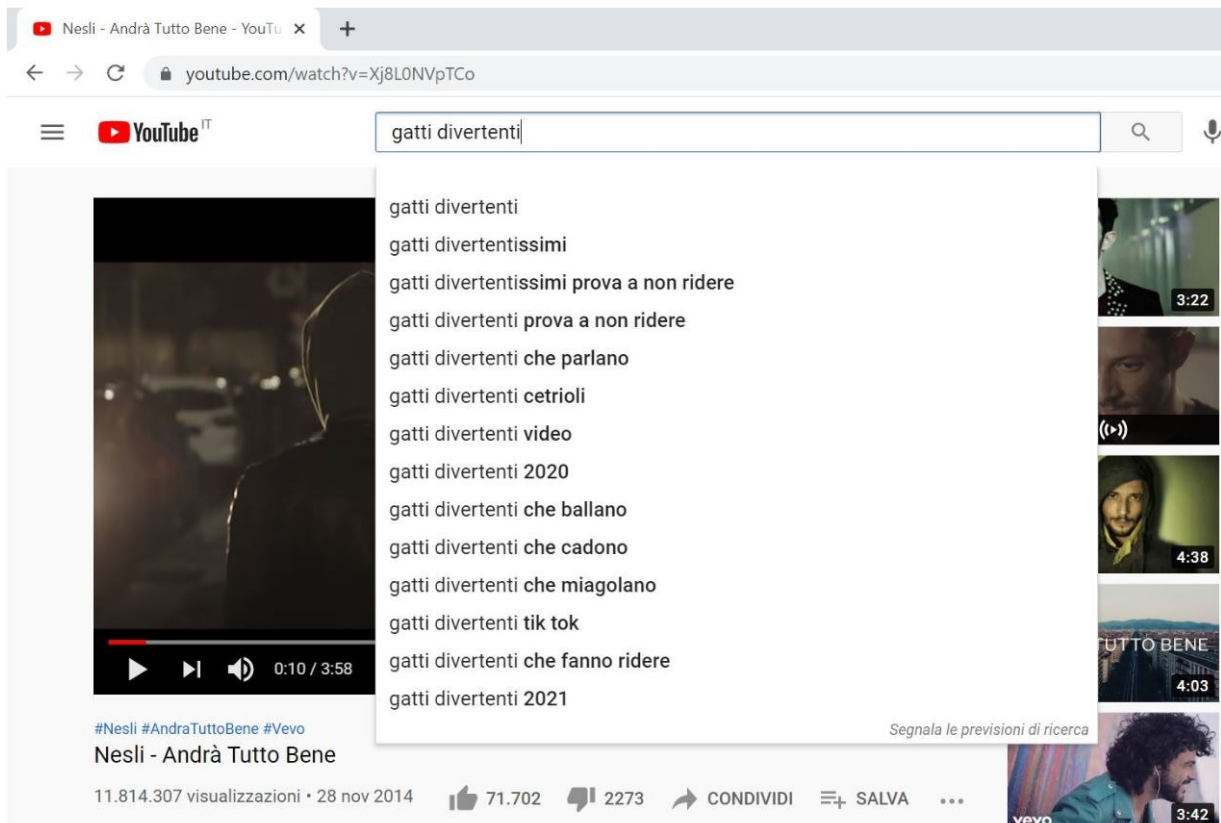 Nesli - Andrà Tutto Bene - YouTu
youtube.com/watch?v=Xj8L0NVpTCo
YouTube IT
gatti divertenti
gatti divertenti
gatti divertentissimi
gatti divertentissimi prova a non ridere
gatti divertenti prova a non ridere
gatti divertenti che parlano
gatti divertenti cetrioli
gatti divertenti video
gatti divertenti 2020
gatti divertenti che ballano
gatti divertenti che cadono
gatti divertenti che miagolano
gatti divertenti tik tok
gatti divertenti che fanno ridere
gatti divertenti 2021
Segnala le previsioni di ricerca
0:10 / 3:58
#Nesli #AndraTuttoBene #Vevo
Nesli - Andrà Tutto Bene
11.814.307 visualizzazioni • 28 nov 2014
71.702
2273
CONDIVIDI
SALVA
3:22
4:38
TUTTO BENE
4:03
vevo
3:42